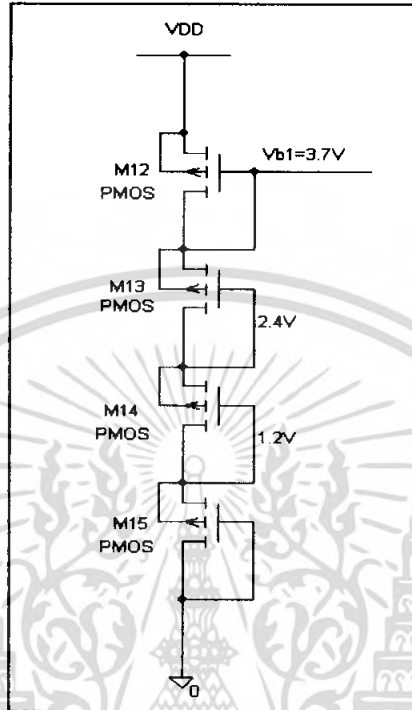 VDD
Vb1=3.7V
M12
PMOS
M13
PMOS
2.4V
M14
PMOS
1.2V
M15
PMOS
0